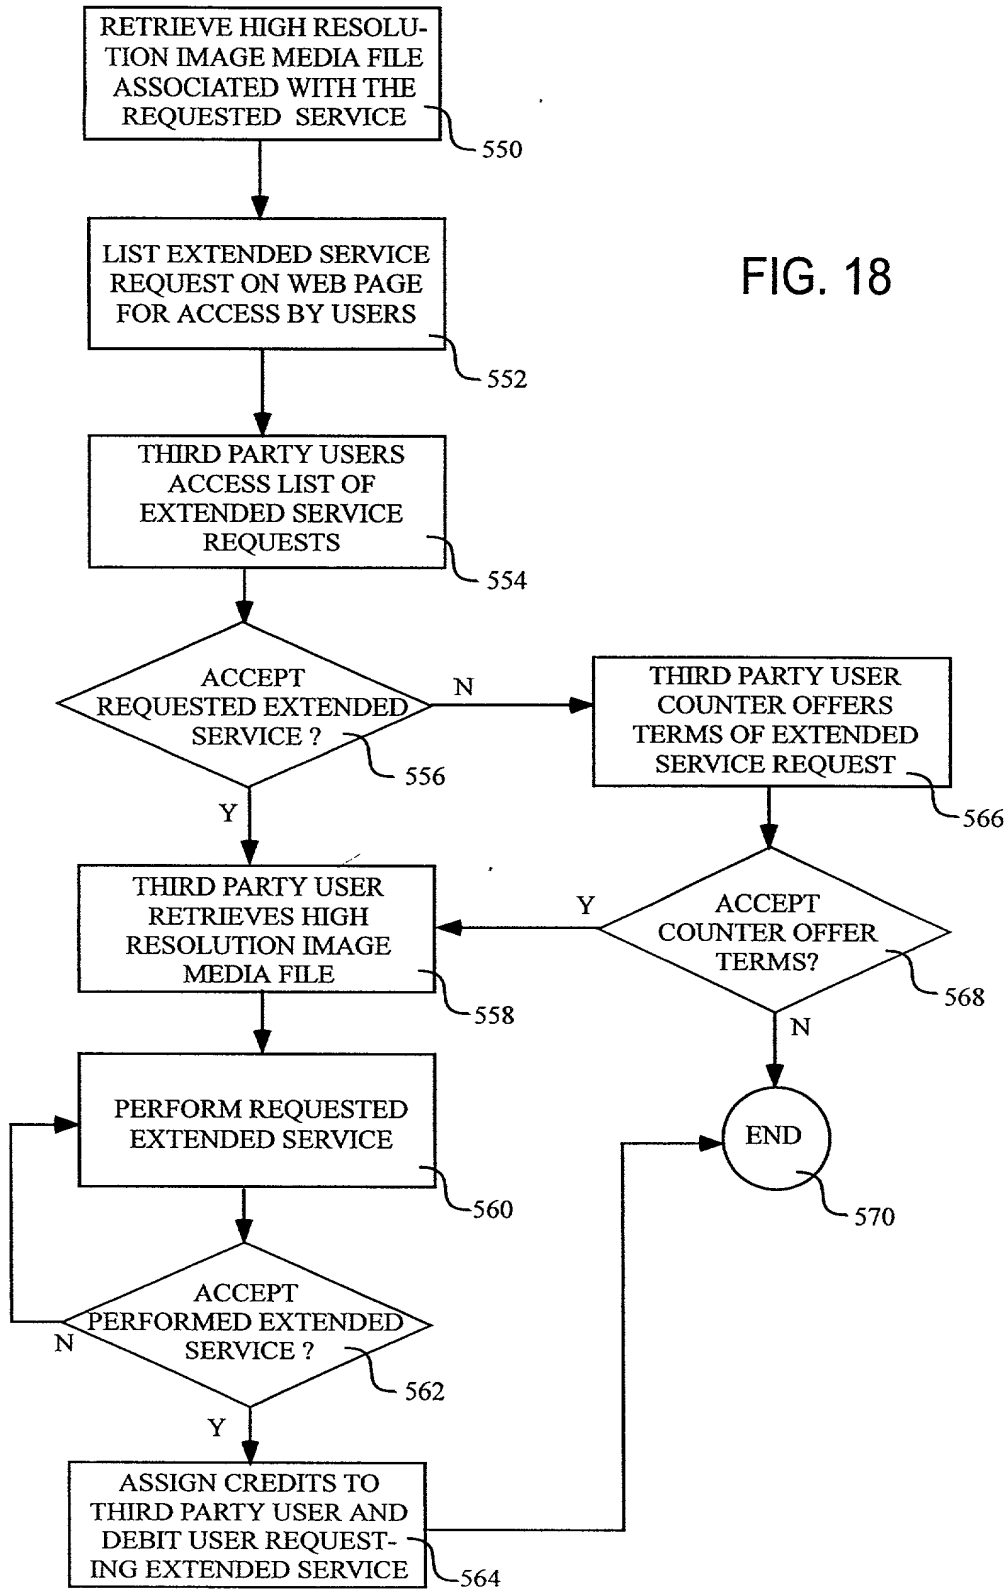 RETRIEVE HIGH RESOLU-
TION IMAGE MEDIA FILE
ASSOCIATED WITH THE
REQUESTED SERVICE
550
LIST EXTENDED SERVICE
REQUEST ON WEB PAGE
FOR ACCESS BY USERS
552
FIG. 18
THIRD PARTY USERS
ACCESS LIST OF
EXTENDED SERVICE
REQUESTS
554
ACCEPT
REQUESTED EXTENDED
SERVICE ?
556
N
Y
THIRD PARTY USER
COUNTER OFFERS
TERMS OF EXTENDED
SERVICE REQUEST
566
THIRD PARTY USER
RETRIEVES HIGH
RESOLUTION IMAGE
MEDIA FILE
558
Y
ACCEPT
COUNTER OFFER
TERMS?
568
N
PERFORM REQUESTED
EXTENDED SERVICE
560
END
570
ACCEPT
PERFORMED EXTENDED
SERVICE ?
562
N
Y
ASSIGN CREDITS TO
THIRD PARTY USER AND
DEBIT USER REQUEST-
ING EXTENDED SERVICE
564